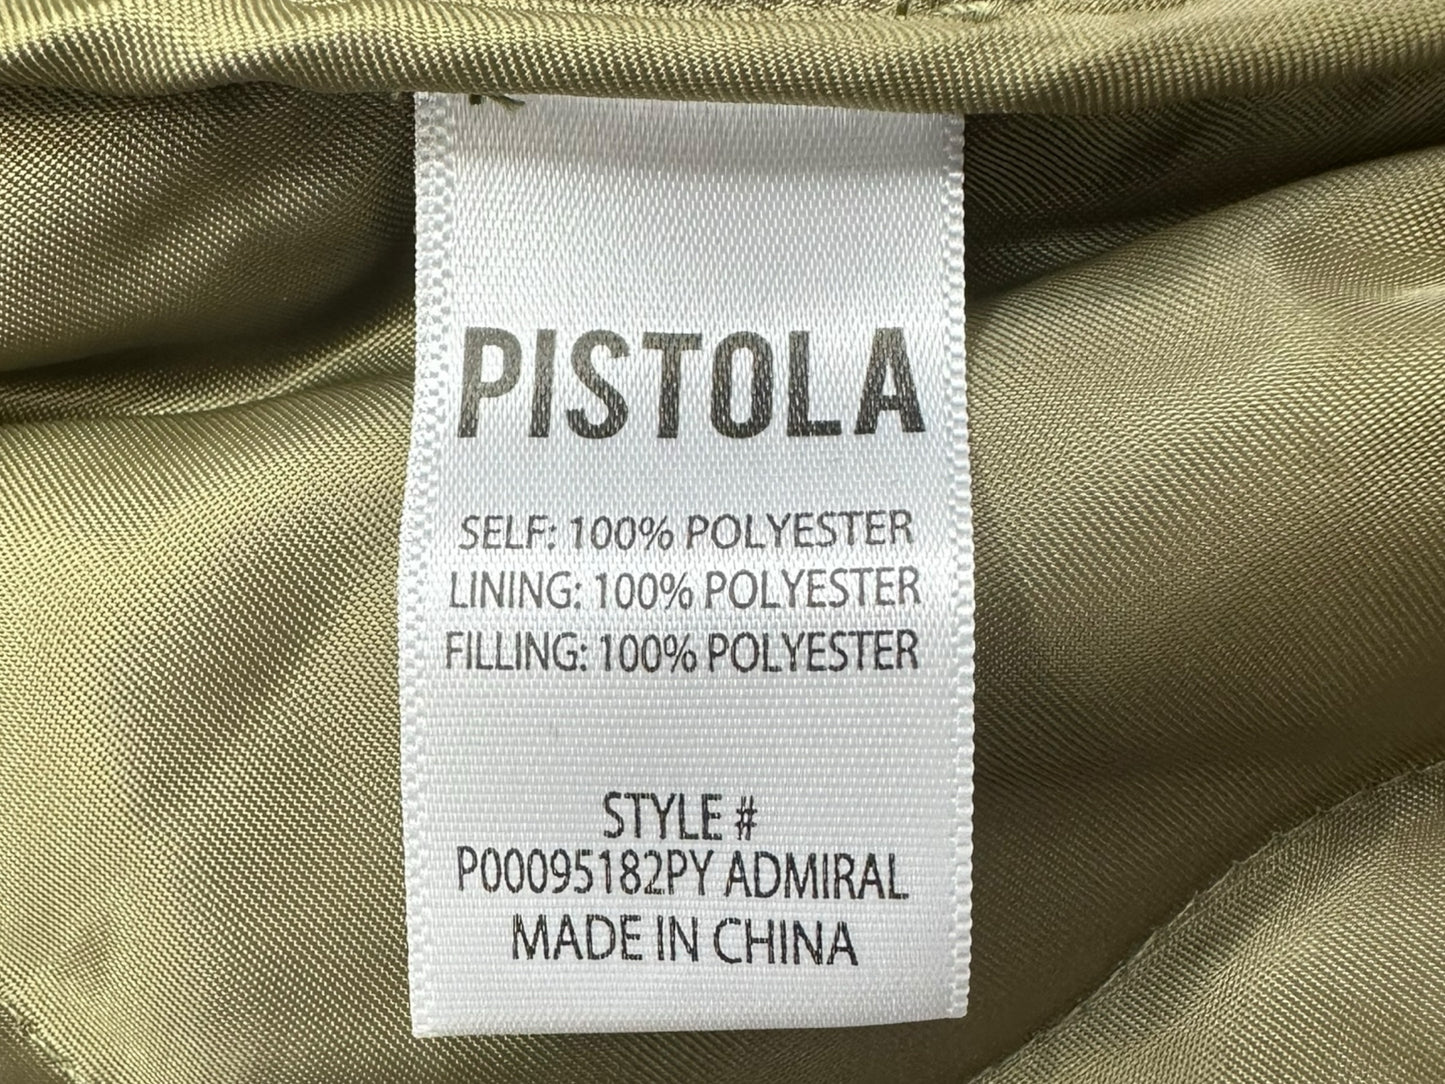 PISTOLA
SELF: 100% POLYESTER
LINING: 100% POLYESTER
FILLING: 100% POLYESTER
STYLE #
P00095182PY ADMIRAL
MADE IN CHINA